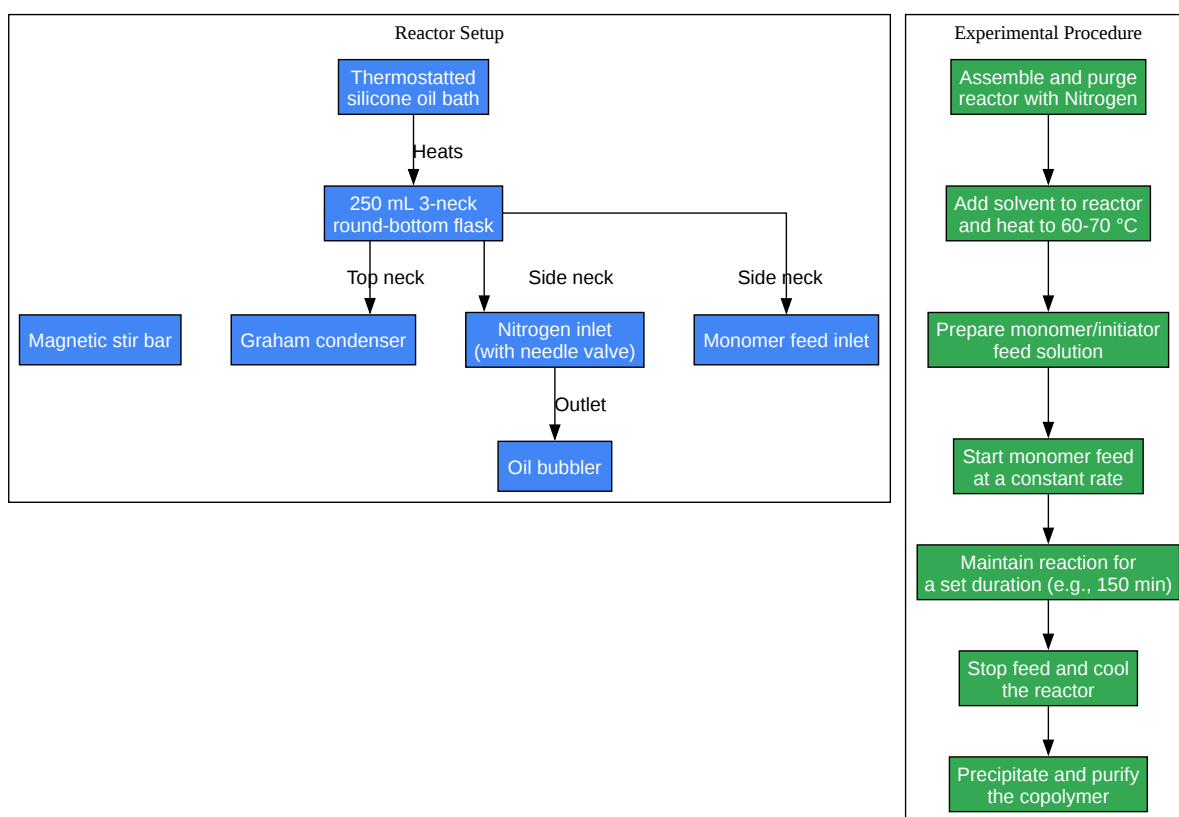 Reactor Setup
Thermostatted
silicone oil bath
Heats
250 mL 3-neck
round-bottom flask
Top neck
Side neck
Side neck
Magnetic stir bar
Graham condenser
Nitrogen inlet
(with needle valve)
Monomer feed inlet
Outlet
Oil bubbler
Experimental Procedure
Assemble and purge
reactor with Nitrogen
Add solvent to reactor
and heat to 60-70 °C
Prepare monomer/initiator
feed solution
Start monomer feed
at a constant rate
Maintain reaction for
a set duration (e.g., 150 min)
Stop feed and cool
the reactor
Precipitate and purify
the copolymer